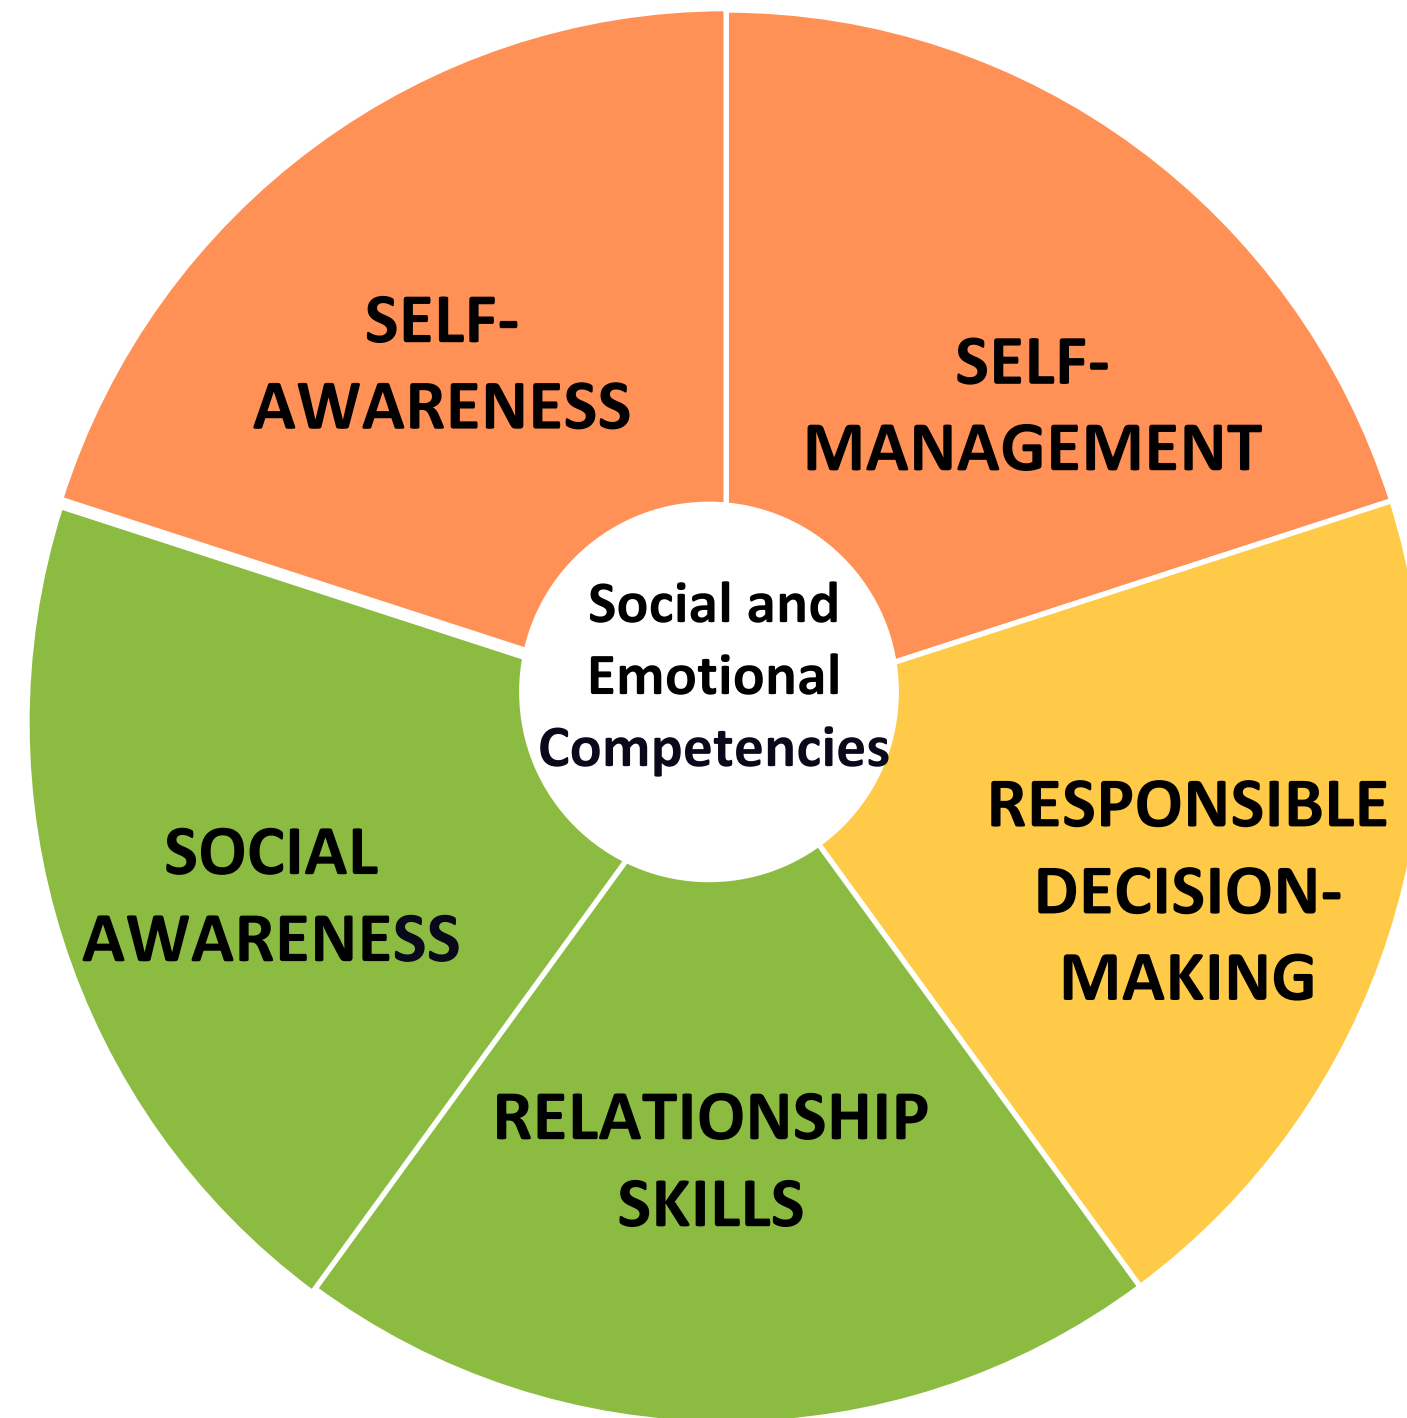 SELF-
AWARENESS
SELF-
MANAGEMENT
Social and
Emotional
Competencies
RESPONSIBLE
DECISION-
MAKING
SOCIAL
AWARENESS
RELATIONSHIP
SKILLS